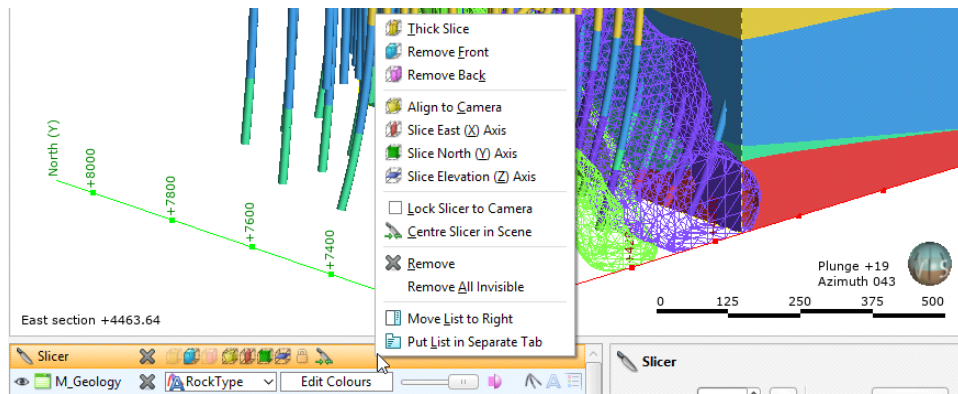 Thick Slice
Remove Front
Remove Back
Align to Camera
Slice East (X) Axis
Slice North (Y) Axis
Slice Elevation (Z) Axis
Lock Slicer to Camera
Centre Slicer in Scene
Remove
Remove All Invisible
Move List to Right
Put List in Separate Tab
North (Y)
+8000
+7800
+7600
+7400
Plunge +19
Azimuth 043
0 125 250 375 500
East section +4463.64
Slicer
Slicer
M_Geology RockType Edit Colours